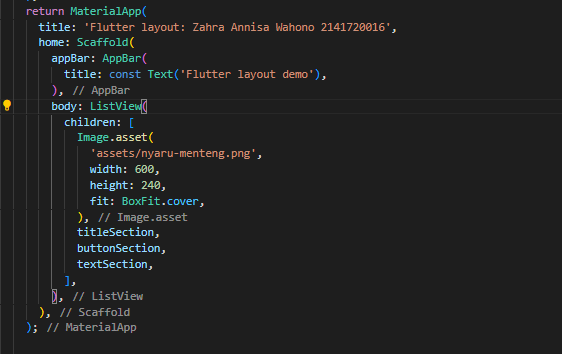 return MaterialApp(
title: 'Flutter layout: Zahra Annisa Wahono 2141720016',
home: Scaffold(
appBar: AppBar(
title: const Text('Flutter layout demo'),
), // AppBar
body: ListView(
children: [
Image.asset(
'assets/nyaru-menteng.png',
width: 600,
height: 240,
fit: BoxFit.cover,
), // Image.asset
titleSection,
buttonSection,
textSection,
],
), // ListView
), // Scaffold
); // MaterialApp